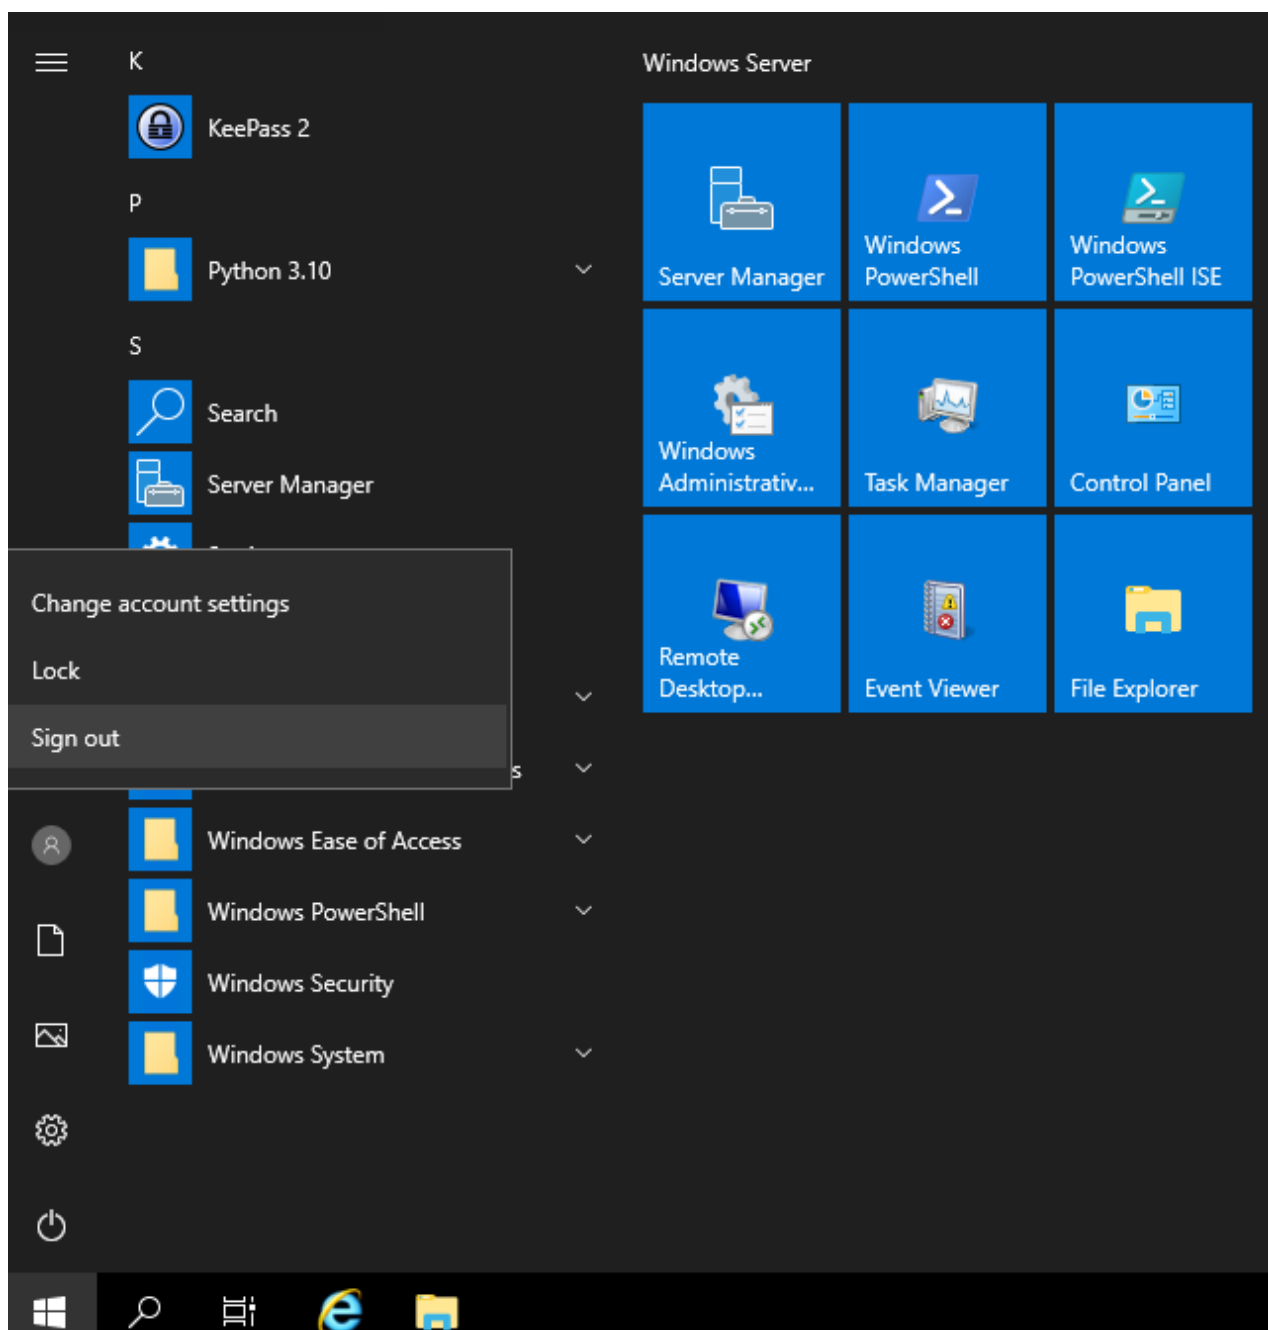 K
KeePass 2
P
Python 3.10
S
Search
Server Manager
Change account settings
Lock
Sign out
s
Windows Ease of Access
Windows PowerShell
Windows Security
Windows System
Windows Server
Server Manager
Windows
PowerShell
Windows
PowerShell ISE
Windows
Administrativ...
Task Manager
Control Panel
Remote
Desktop...
Event Viewer
File Explorer